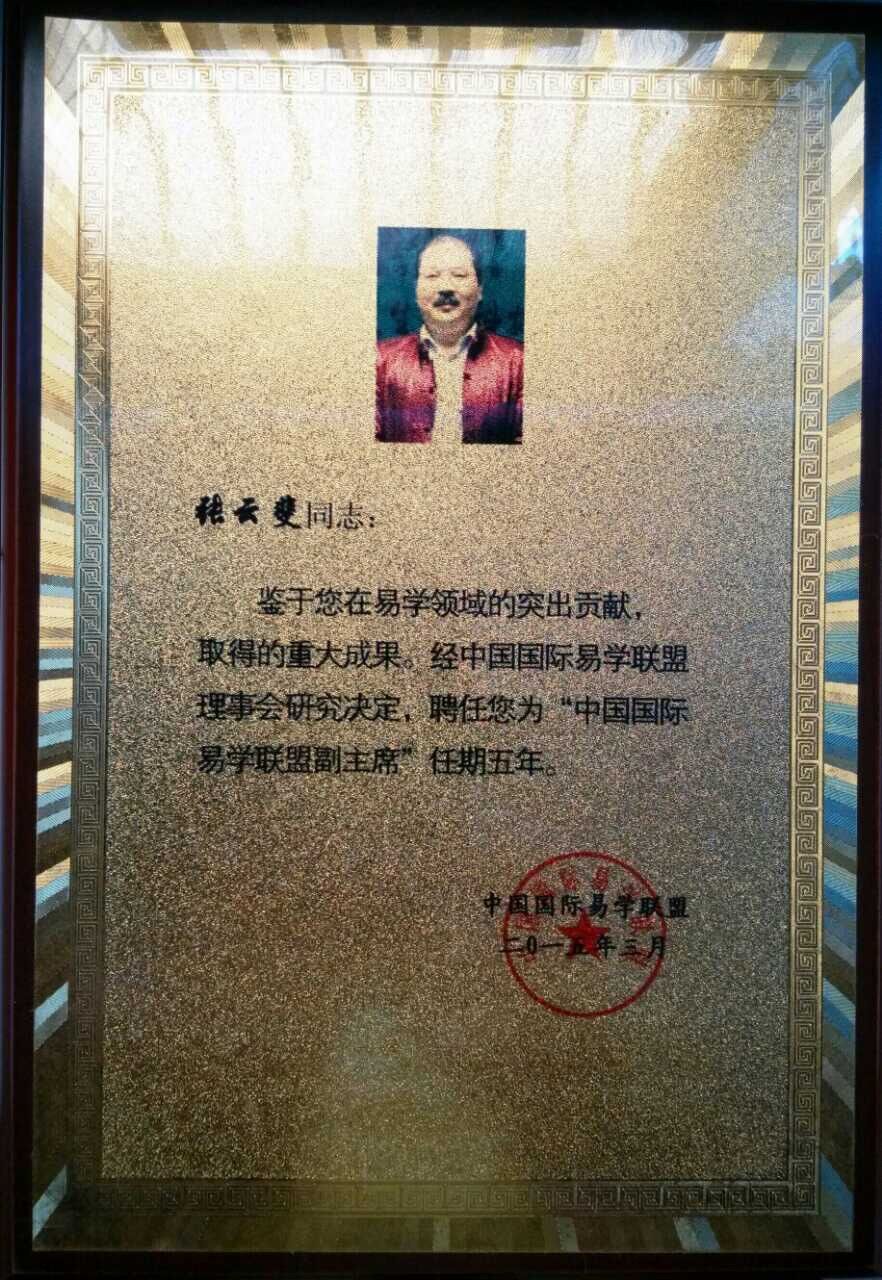 张云斐同志：
鉴于您在易学领域的突出贡献，
取得的重大成果。经中国国际易学联盟
理事会研究决定，聘任您为“中国国际
易学联盟副主席”任期五年。
中国国际易学联盟
二0一五年三月